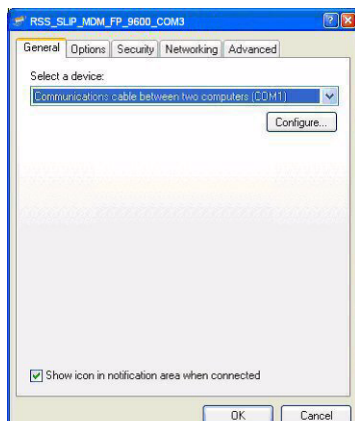 RSS_SLIP_MDM_FP_9600_COM3
General Options Security Networking Advanced
Select a device:
Communications cable between two computers (COM1)
Configure...
Show icon in notification area when connected
OK Cancel